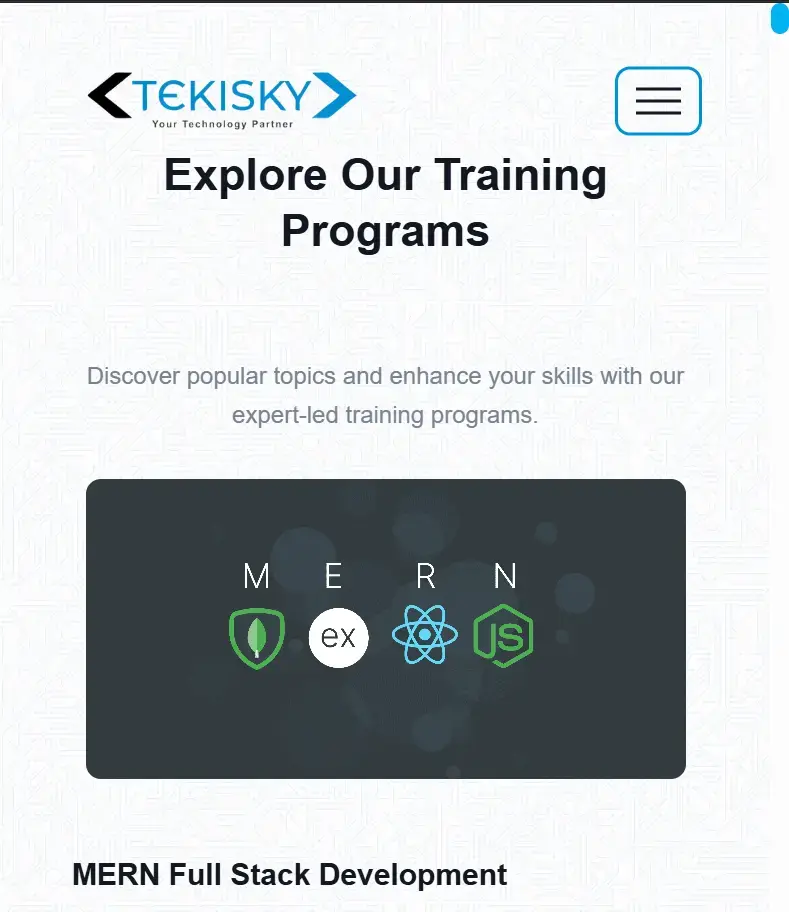 TEKISKY
Your Technology Partner
Explore Our Training
Programs
Discover popular topics and enhance your skills with our
expert-led training programs.
M E R N
ex JS
MERN Full Stack Development